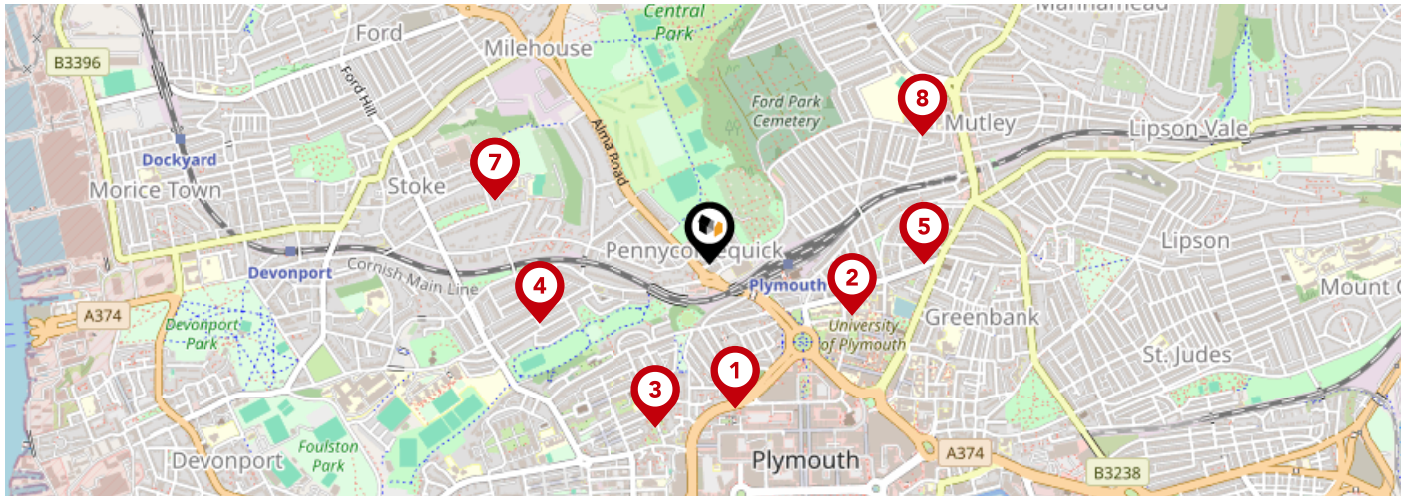 Mannamead
Central
Park
Ford
Milehouse
B3396
Ford Hill
8
Ford Park
Cemetery
Mutley
Lipson Vale
Alma Road
Dockyard
7
Morice Town
Stoke
5
Pennycomequick
Lipson
Devonport
Cornish Main Line
4
2
Plymouth
Mount G
A374
Devonport
Park
University
of Plymouth
Greenbank
St. Judes
1
3
Foulston
Park
Devonport
Plymouth
A374
B3238